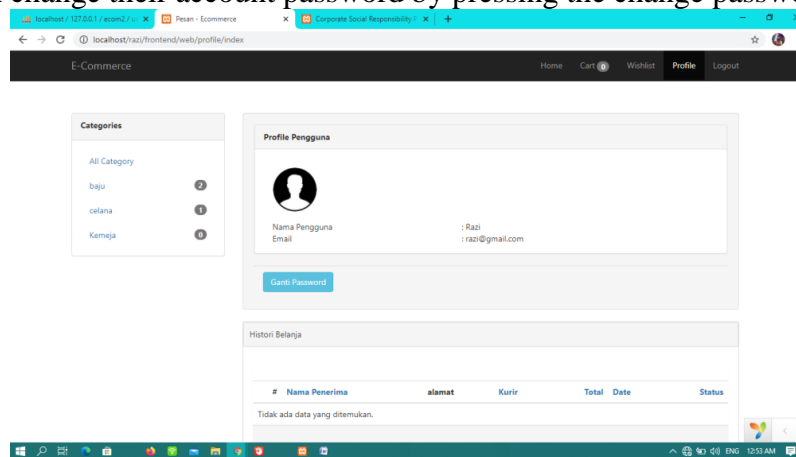 change their account password by pressing the change passw
localhost / 127.0.0.1 / ecom2 /
Pesan - Ecommerce
Corporate Social Responsibility
localhost/razi/frontend/web/profile/index
E-Commerce
Home Cart 0 Wishlist Profile Logout
Categories
All Category
baju 2
celana 1
Kemeja 0
Profile Pengguna
Nama Pengguna : Razi
Email : razi@gmail.com
Ganti Password
Histori Belanja
# Nama Penerima alamat Kurir Total Date Status
Tidak ada data yang ditemukan.
ENG 12:53 AM